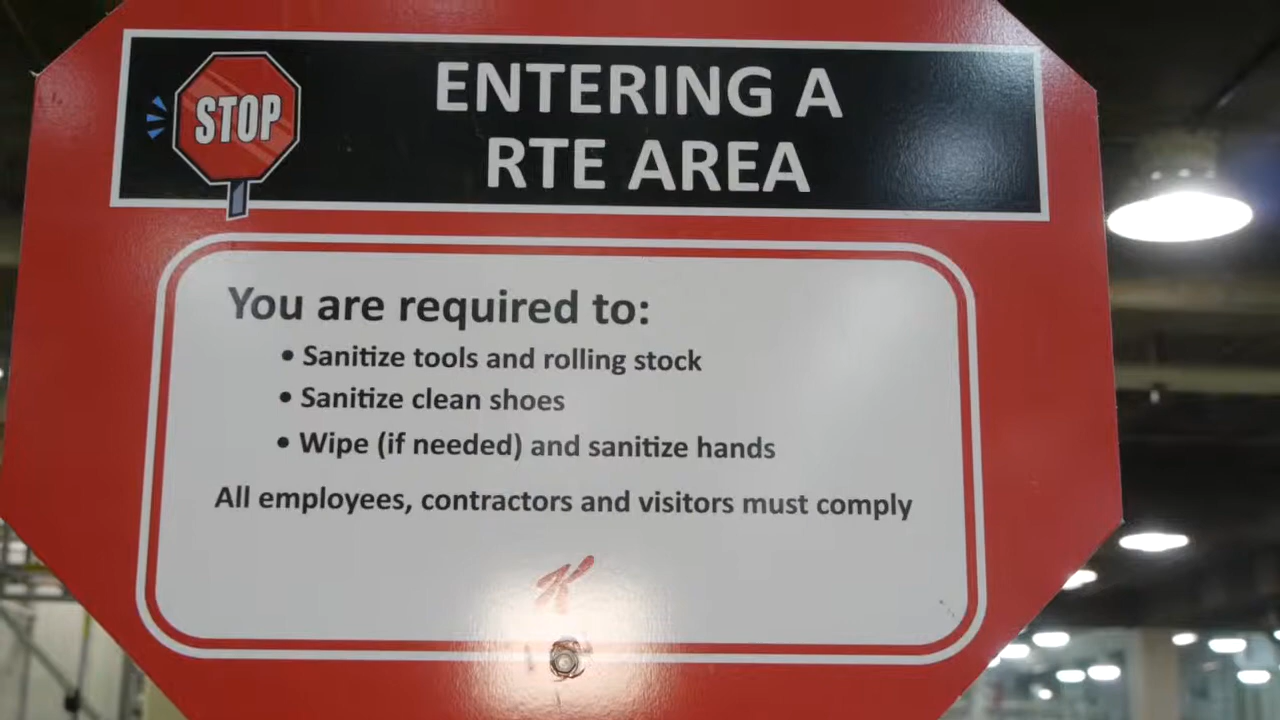 STOP
ENTERING A
RTE AREA
You are required to:
• Sanitize tools and rolling stock
• Sanitize clean shoes
• Wipe (if needed) and sanitize hands
All employees, contractors and visitors must comply
K